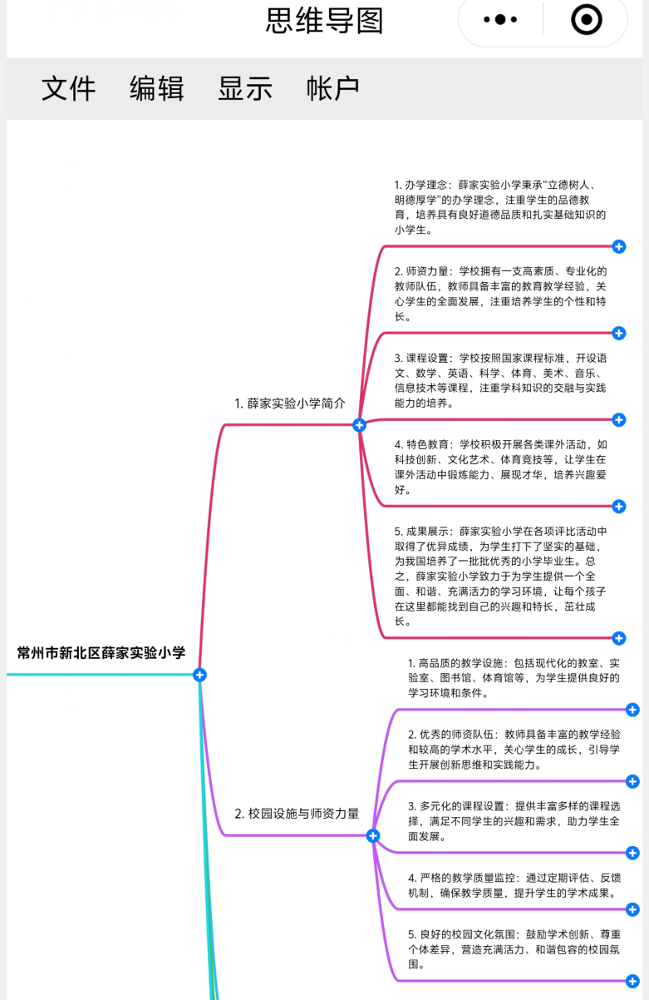 思维导图
文件 编辑 显示 帐户
1. 办学理念：薛家实验小学秉承“立德树人、
明德厚学”的办学理念，注重学生的品德教
育，培养具有良好道德品质和扎实基础知识的
小学生。
2. 师资力量：学校拥有一支高素质、专业化的
教师队伍，教师具备丰富的教育教学经验，关
心学生的全面发展，注重培养学生的个性和特
长。
3. 课程设置：学校按照国家课程标准，开设语
文、数学、英语、科学、体育、美术、音乐、
信息技术等课程，注重学科知识的交融与实践
能力的培养。
1. 薛家实验小学简介
4. 特色教育：学校积极开展各类课外活动，如
科技创新、文化艺术、体育竞技等，让学生在
课外活动中锻炼能力、展现才华，培养兴趣爱
好。
5. 成果展示：薛家实验小学在各项评比活动中
取得了优异成绩，为学生打下了坚实的基础，
为我国培养了一批批优秀的小学毕业生。总
之，薛家实验小学致力于为学生提供一个全
面、和谐、充满活力的学习环境，让每个孩子
在这里都能找到自己的兴趣和特长，茁壮成
长。
常州市新北区薛家实验小学
1. 高品质的教学设施：包括现代化的教室、实
验室、图书馆、体育馆等，为学生提供良好的
学习环境和条件。
2. 优秀的师资队伍：教师具备丰富的教学经验
和较高的学术水平，关心学生的成长，引导学
生开展创新思维和实践能力。
2. 校园设施与师资力量
3. 多元化的课程设置：提供丰富多样的课程选
择，满足不同学生的兴趣和需求，助力学生全
面发展。
4. 严格的教学质量监控：通过定期评估、反馈
机制，确保教学质量，提升学生的学术成果。
5. 良好的校园文化氛围：鼓励学术创新、尊重
个体差异，营造充满活力、和谐包容的校园氛
围。